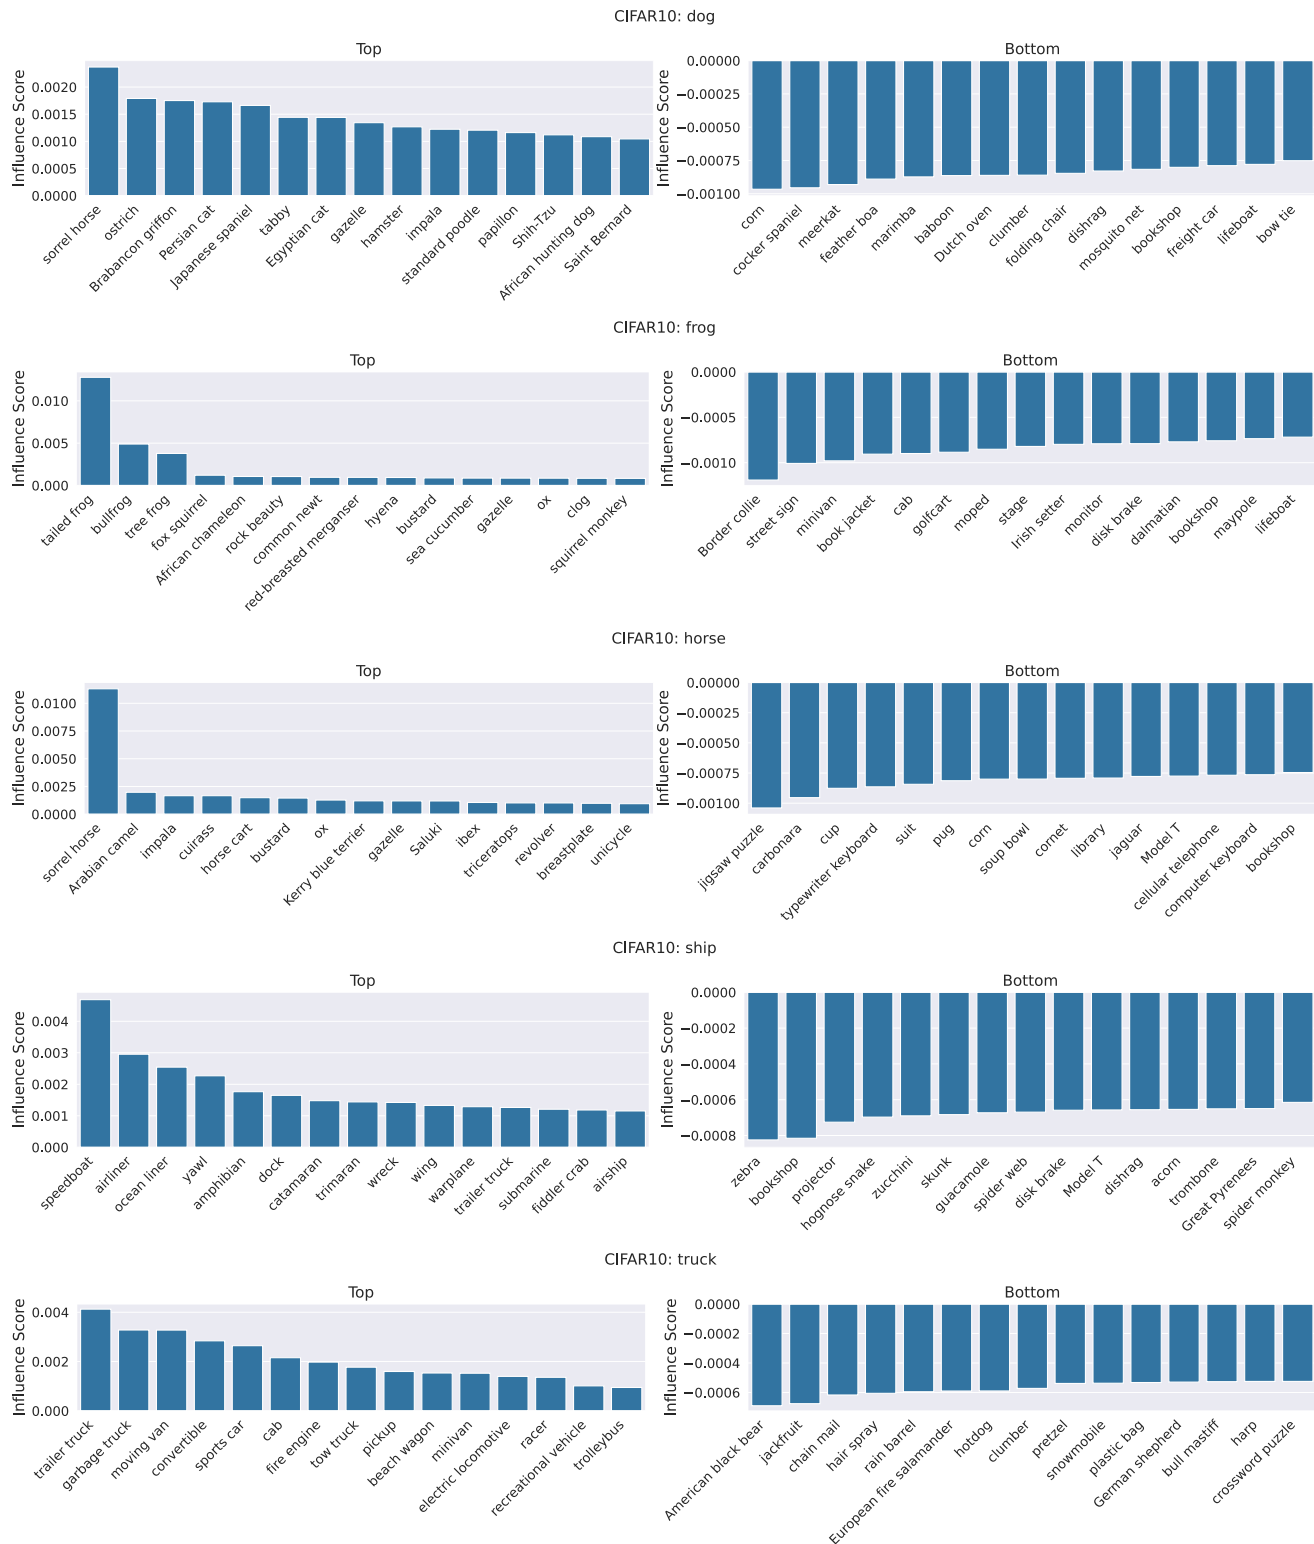 CIFAR10: dog
Top
Bottom
Influence Score
0.0020
0.0015
0.0010
0.0005
0.0000
sorrel horse
ostrich
Brabancon griffon
Persian cat
Japanese spaniel
tabby
Egyptian cat
gazelle
hamster
impala
standard poodle
papillon
Shih-Tzu
African hunting dog
Saint Bernard
Influence Score
0.00000
−0.00025
−0.00050
−0.00075
−0.00100
corn
cocker spaniel
meerkat
feather boa
marimba
baboon
Dutch oven
clumber
folding chair
dishrag
mosquito net
bookshop
freight car
lifeboat
bow tie
CIFAR10: frog
Top
Bottom
Influence Score
0.010
0.005
0.000
tailed frog
bullfrog
tree frog
fox squirrel
African chameleon
rock beauty
common newt
red-breasted merganser
hyena
bustard
sea cucumber
gazelle
ox
clog
squirrel monkey
Influence Score
0.0000
−0.0005
−0.0010
Border collie
street sign
minivan
book jacket
cab
golfcart
moped
stage
Irish setter
monitor
disk brake
dalmatian
bookshop
maypole
lifeboat
CIFAR10: horse
Top
Bottom
Influence Score
0.0100
0.0075
0.0050
0.0025
0.0000
sorrel horse
Arabian camel
impala
cuirass
horse cart
bustard
ox
Kerry blue terrier
gazelle
Saluki
ibex
triceratops
revolver
breastplate
unicycle
Influence Score
0.00000
−0.00025
−0.00050
−0.00075
−0.00100
jigsaw puzzle
carbonara
cup
typewriter keyboard
suit
pug
corn
soup bowl
cornet
library
jaguar
Model T
cellular telephone
computer keyboard
bookshop
CIFAR10: ship
Top
Bottom
Influence Score
0.004
0.003
0.002
0.001
0.000
speedboat
airliner
ocean liner
yawl
amphibian
dock
catamaran
trimaran
wreck
wing
warplane
trailer truck
submarine
fiddler crab
airship
Influence Score
0.0000
−0.0002
−0.0004
−0.0006
−0.0008
zebra
bookshop
projector
hognose snake
zucchini
skunk
guacamole
spider web
disk brake
Model T
dishrag
acorn
trombone
Great Pyrenees
spider monkey
CIFAR10: truck
Top
Bottom
Influence Score
0.004
0.002
0.000
trailer truck
garbage truck
moving van
convertible
sports car
cab
fire engine
tow truck
pickup
beach wagon
minivan
electric locomotive
racer
recreational vehicle
trolleybus
Influence Score
0.0000
−0.0002
−0.0004
−0.0006
American black bear
jackfruit
chain mail
hair spray
rain barrel
European fire salamander
hotdog
clumber
pretzel
snowmobile
plastic bag
German shepherd
bull mastiff
harp
crossword puzzle